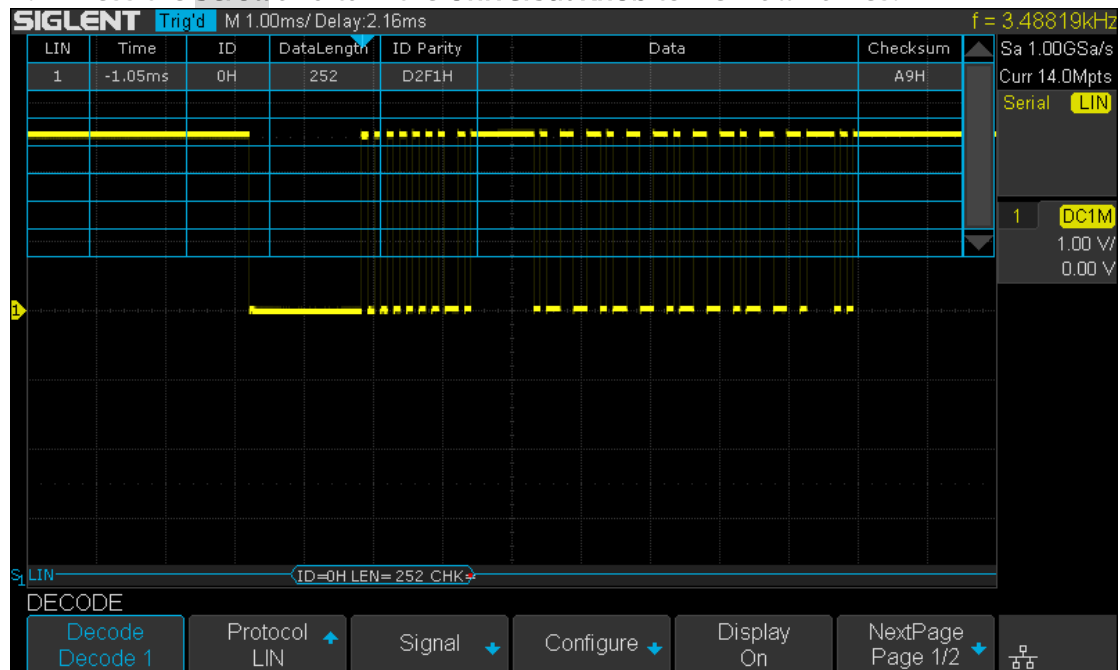 SIGLENT Trig'd M 1.00ms/ Delay:2.16ms f = 3.48819kHz
LIN Time ID DataLength ID Parity Data Checksum Sa 1.00GSa/s
1 -1.05ms 0H 252 D2F1H A9H Curr 14.0Mpts
Serial LIN
1 DC1M
1.00 V/
0.00 V
1
S1 LIN ID=0H LEN= 252 CHK=
DECODE
Decode Protocol Signal Configure Display NextPage
Decode 1 LIN On Page 1/2